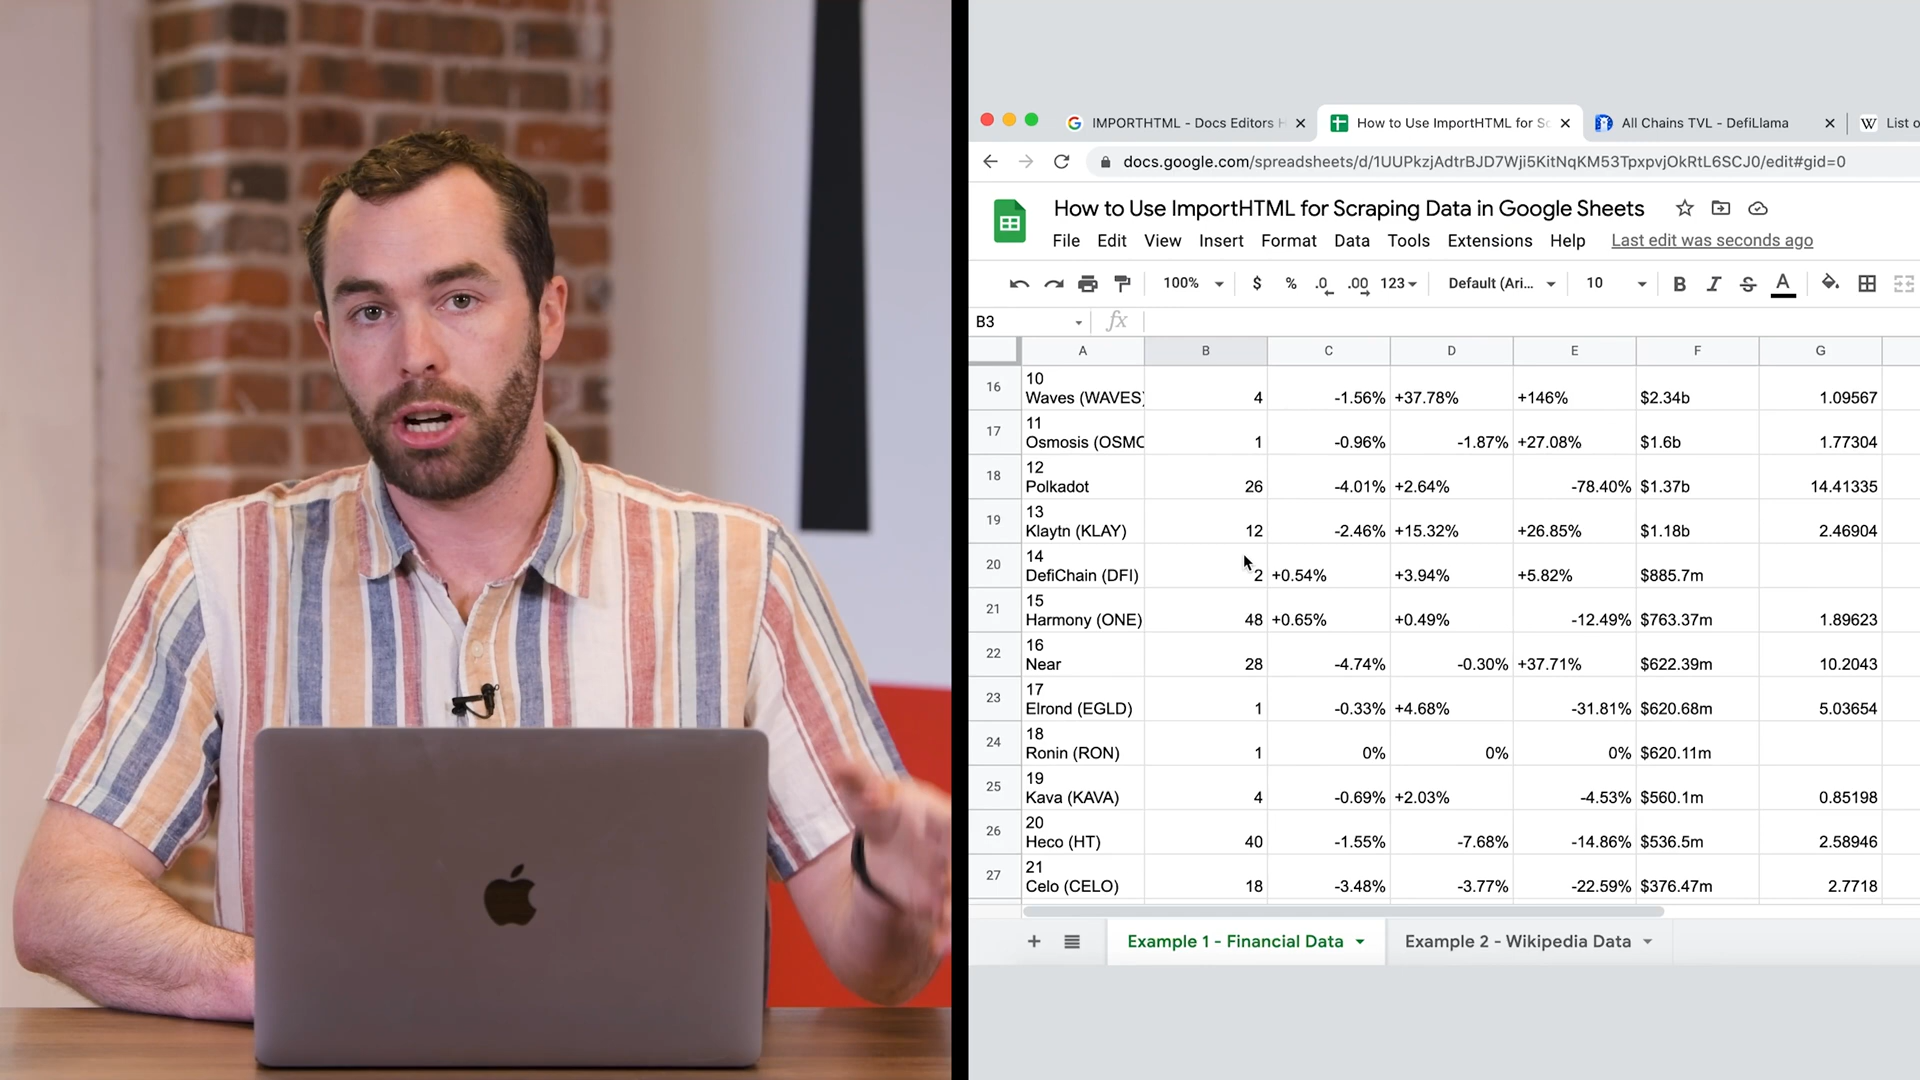 IMPORTHTML - Docs Editors H
How to Use ImportHTML for Sc
All Chains TVL - DefiLlama
W List o
docs.google.com/spreadsheets/d/1UUPkzjAdtrBJD7Wji5KitNqKM53TpxpvjOkRtL6SCJ0/edit#gid=0
How to Use ImportHTML for Scraping Data in Google Sheets
File Edit View Insert Format Data Tools Extensions Help Last edit was seconds ago
100% $ % .0 .00 123 Default (Ari... 10 B I S A
B3 fx
A B C D E F G
16 10
Waves (WAVES) 4 -1.56% +37.78% +146% $2.34b 1.09567
17 11
Osmosis (OSMO 1 -0.96% -1.87% +27.08% $1.6b 1.77304
18 12
Polkadot 26 -4.01% +2.64% -78.40% $1.37b 14.41335
19 13
Klaytn (KLAY) 12 -2.46% +15.32% +26.85% $1.18b 2.46904
20 14
DefiChain (DFI) 2 +0.54% +3.94% +5.82% $885.7m
21 15
Harmony (ONE) 48 +0.65% +0.49% -12.49% $763.37m 1.89623
22 16
Near 28 -4.74% -0.30% +37.71% $622.39m 10.2043
23 17
Elrond (EGLD) 1 -0.33% +4.68% -31.81% $620.68m 5.03654
24 18
Ronin (RON) 1 0% 0% 0% $620.11m
25 19
Kava (KAVA) 4 -0.69% +2.03% -4.53% $560.1m 0.85198
26 20
Heco (HT) 40 -1.55% -7.68% -14.86% $536.5m 2.58946
27 21
Celo (CELO) 18 -3.48% -3.77% -22.59% $376.47m 2.7718
Example 1 - Financial Data Example 2 - Wikipedia Data